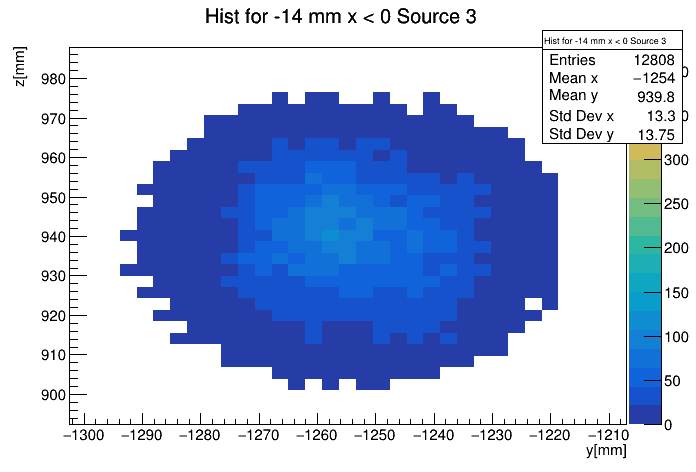 Hist for -14 mm x < 0 Source 3
z[mm]
Hist for -14 mm x < 0 Source 3
Entries 12808
Mean x −1254
Mean y 939.8
Std Dev x 13.3
Std Dev y 13.75
980
970
960
950
940
930
920
910
900
−1300 −1290 −1280 −1270 −1260 −1250 −1240 −1230 −1220 −1210
y[mm]
300
250
200
150
100
50
0